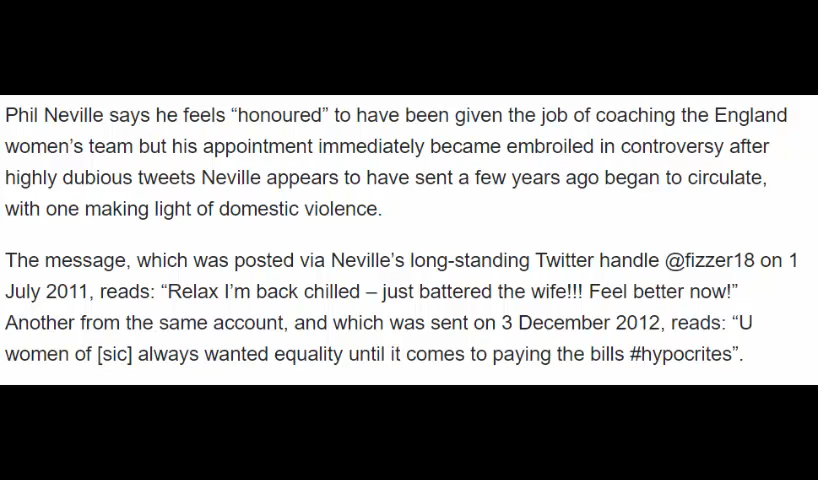 Phil Neville says he feels “honoured” to have been given the job of coaching the England
women’s team but his appointment immediately became embroiled in controversy after
highly dubious tweets Neville appears to have sent a few years ago began to circulate,
with one making light of domestic violence.
The message, which was posted via Neville’s long-standing Twitter handle @fizzer18 on 1
July 2011, reads: “Relax I’m back chilled – just battered the wife!!! Feel better now!”
Another from the same account, and which was sent on 3 December 2012, reads: “U
women of [sic] always wanted equality until it comes to paying the bills #hypocrites”.